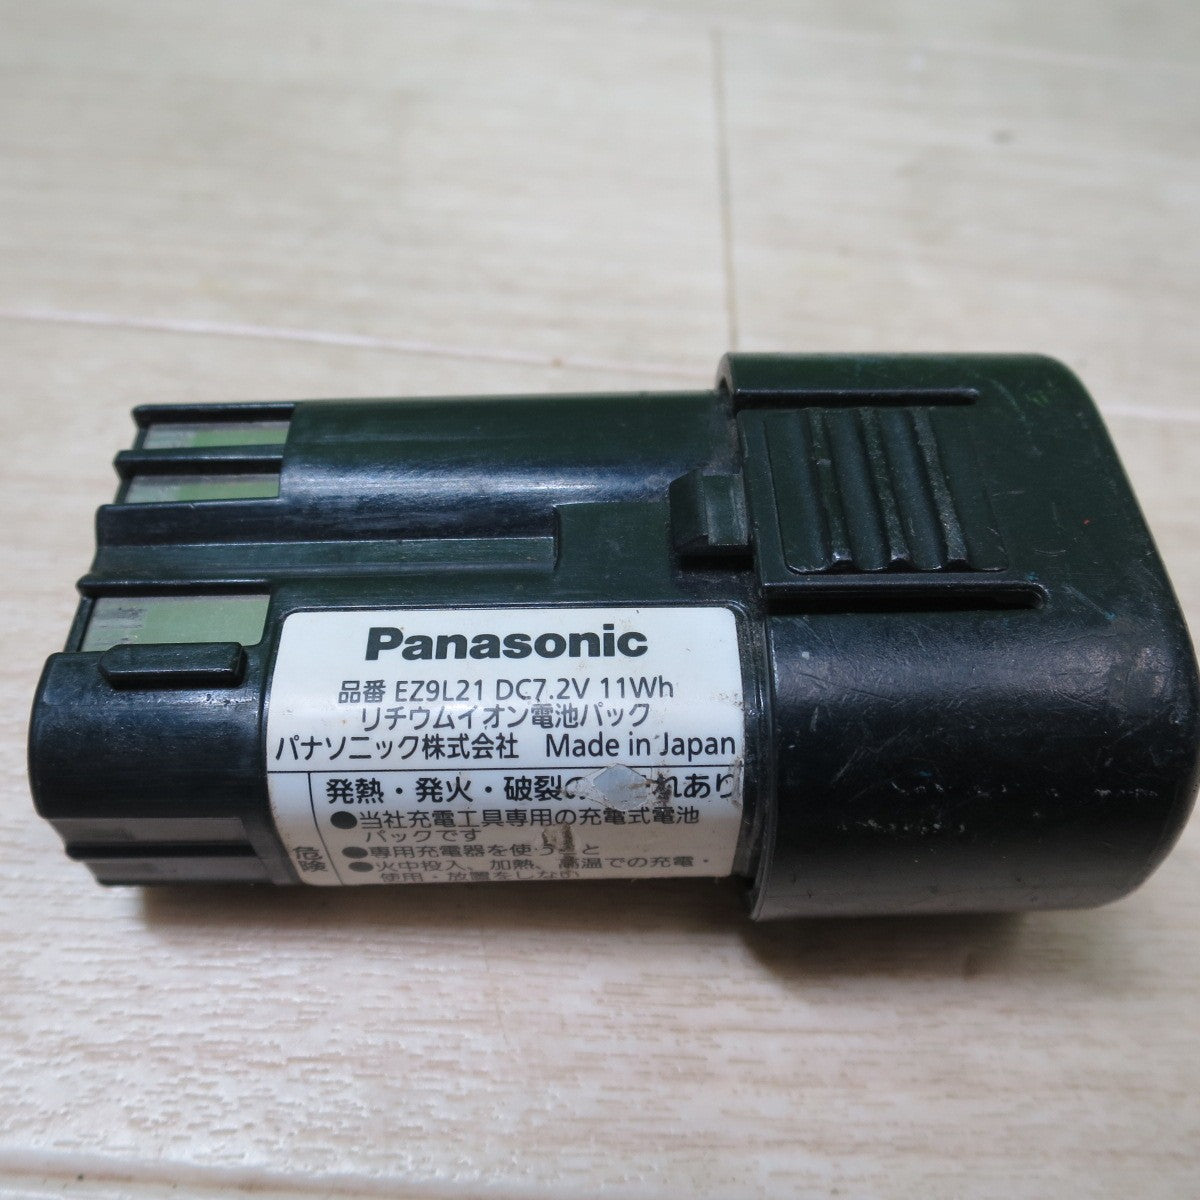 Panasonic
品番 EZ9L21 DC7.2V 11Wh
リチウムイオン電池パック
パナソニック株式会社 Made in Japan
危険
発熱・発火・破裂の れあり
●当社充電工具専用の充電式電池
パックです
●専用充電器を使うこと
●火中投入、加熱、高温での充電・
使用・放置をしない